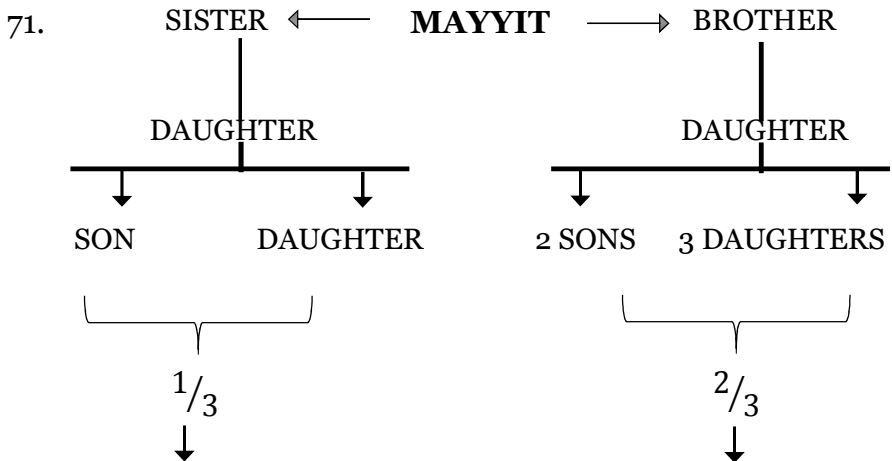 71. SISTER MAYYIT BROTHER
DAUGHTER DAUGHTER
SON DAUGHTER 2 SONS 3 DAUGHTERS
1/3 2/3